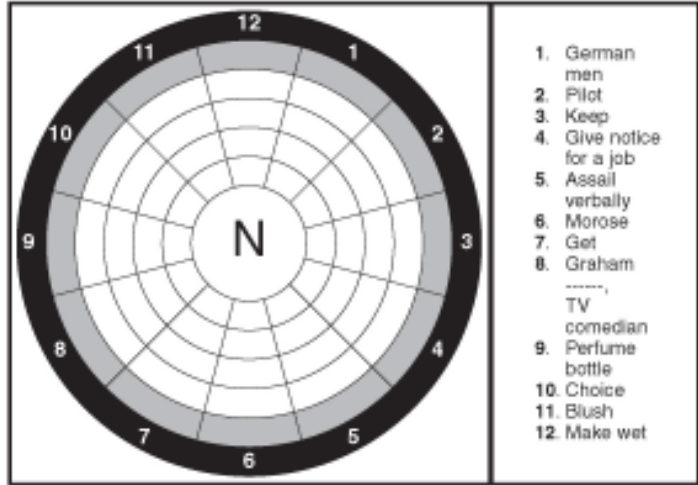 12
11
1
10
2
9
N
3
8
4
7
5
6
1. German
men
2. Pilot
3. Keep
4. Give notice
for a job
5. Assail
verbally
6. Morose
7. Get
8. Graham
------,
TV
comedian
9. Perfume
bottle
10. Choice
11. Blush
12. Make wet